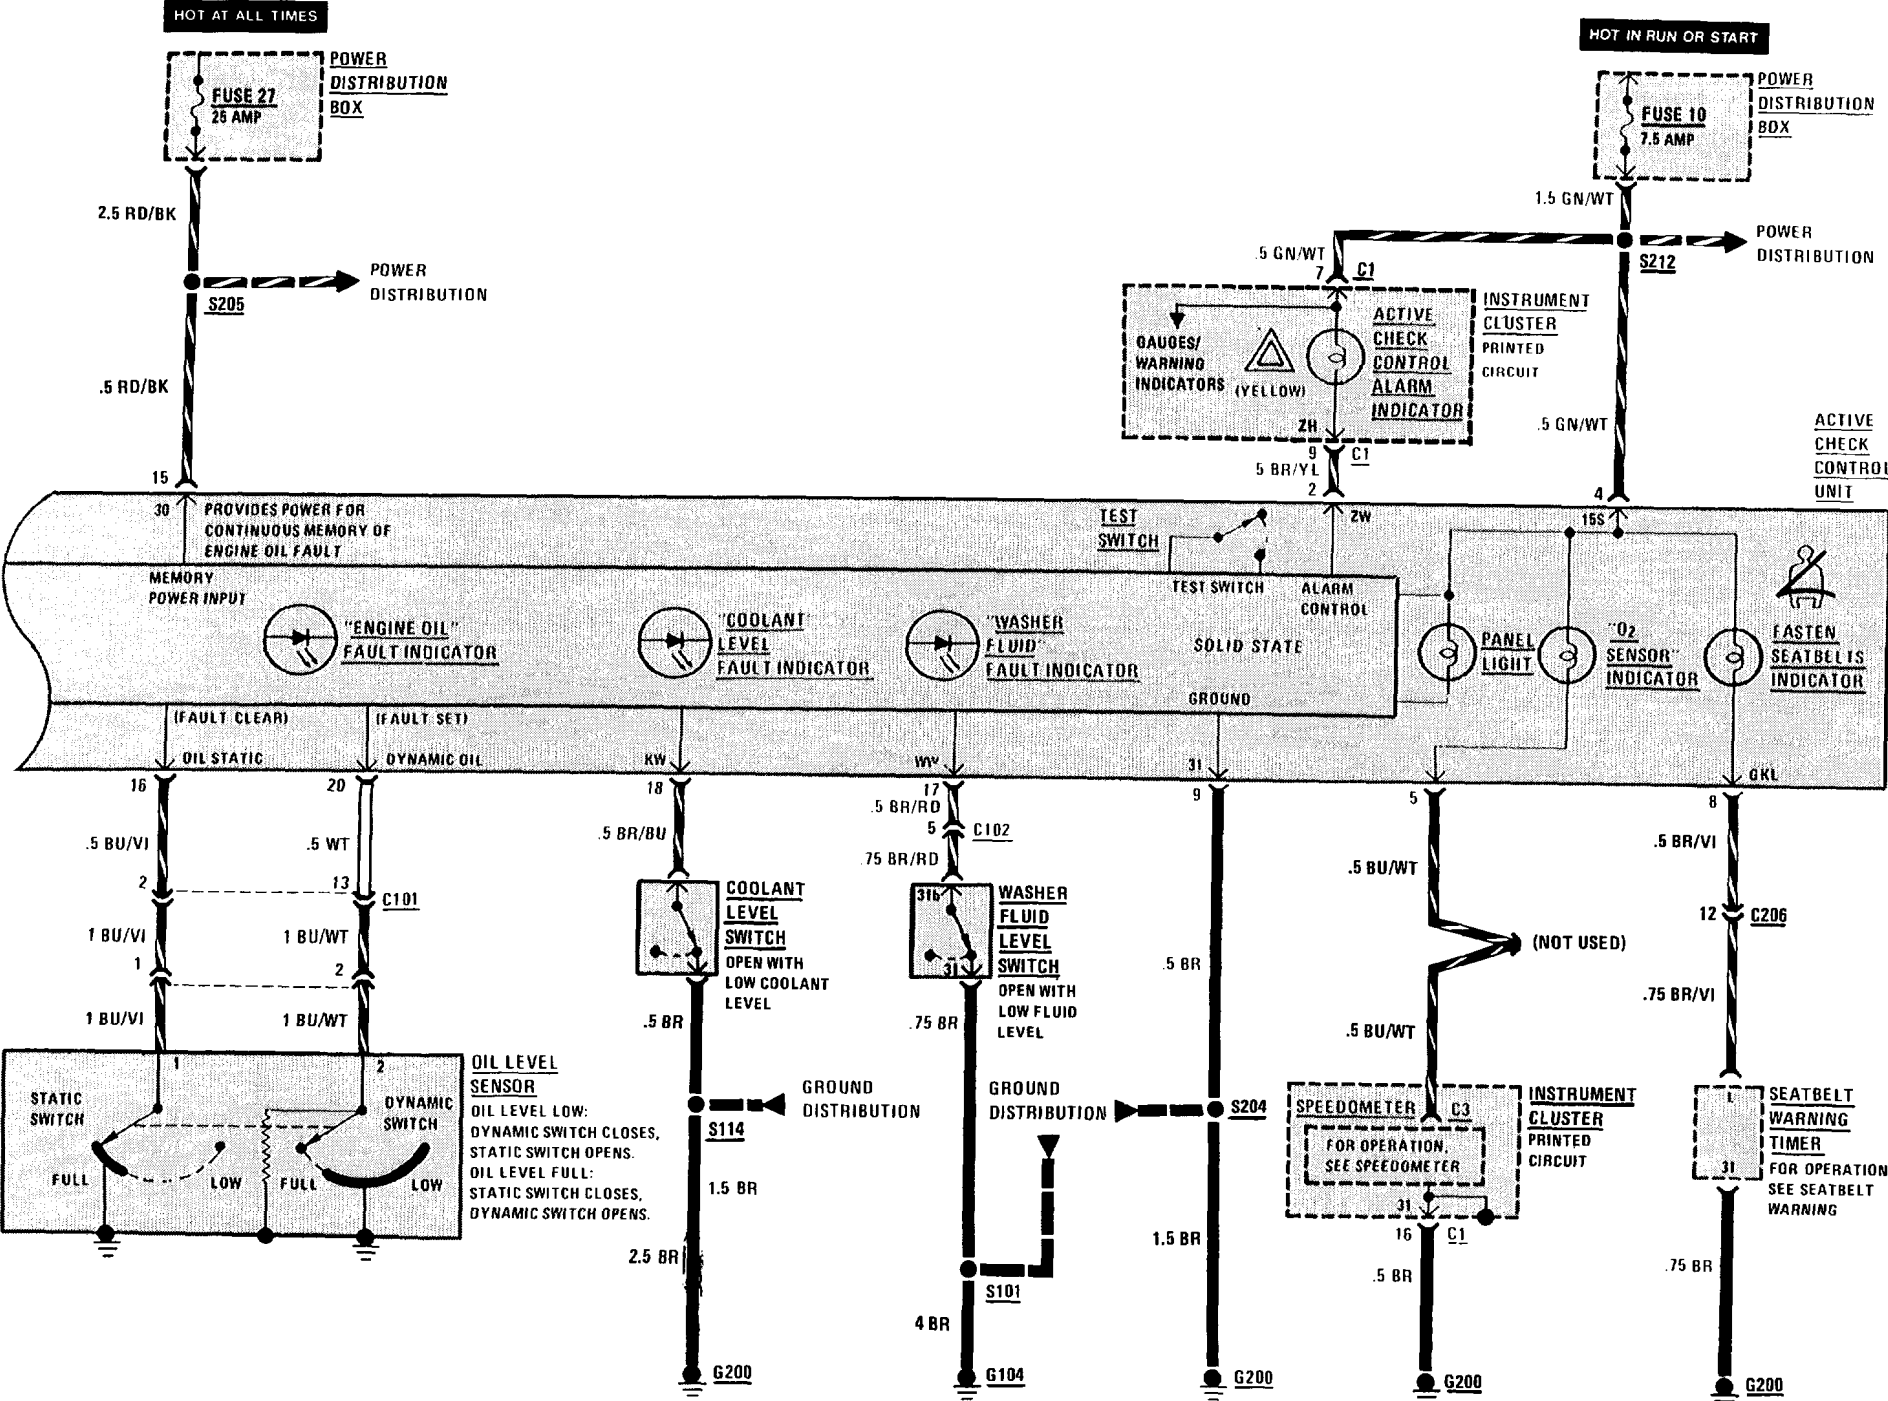 HOT AT ALL TIMES
HOT IN RUN OR START
POWER
DISTRIBUTION
BOX
FUSE 27
25 AMP
POWER
DISTRIBUTION
BOX
FUSE 10
7.5 AMP
2.5 RD/BK
1.5 GN/WT
POWER
DISTRIBUTION
S205
.5 RD/BK
.5 GN/WT
7
C1
POWER
DISTRIBUTION
S212
INSTRUMENT
CLUSTER
PRINTED
CIRCUIT
GAUGES/
WARNING
INDICATORS
(YELLOW)
ACTIVE
CHECK
CONTROL
ALARM
INDICATOR
ZH
9
C1
5 BR/YL
2
.5 GN/WT
4
ACTIVE
CHECK
CONTROL
UNIT
15
30
PROVIDES POWER FOR
CONTINUOUS MEMORY OF
ENGINE OIL FAULT
TEST
SWITCH
ZW
15S
MEMORY
POWER INPUT
TEST SWITCH
ALARM
CONTROL
"ENGINE OIL"
FAULT INDICATOR
"COOLANT
LEVEL
FAULT INDICATOR
"WASHER
FLUID"
FAULT INDICATOR
SOLID STATE
PANEL
LIGHT
"O2
SENSOR"
INDICATOR
FASTEN
SEATBELTS
INDICATOR
GROUND
(FAULT CLEAR)
(FAULT SET)
OIL STATIC
DYNAMIC OIL
KW
WW
31
GKL
16
20
18
17
9
5
8
.5 BU/VI
.5 WT
.5 BR/BU
.5 BR/RD
5
C102
.75 BR/RD
.5 BU/WT
.5 BR/VI
2
13
C101
1 BU/VI
1 BU/WT
1
2
1 BU/VI
1 BU/WT
COOLANT
LEVEL
SWITCH
OPEN WITH
LOW COOLANT
LEVEL
31b
31
WASHER
FLUID
LEVEL
SWITCH
OPEN WITH
LOW FLUID
LEVEL
.5 BR
.75 BR
.5 BR
(NOT USED)
12
C206
.75 BR/VI
.5 BU/WT
1
2
STATIC
SWITCH
DYNAMIC
SWITCH
FULL
LOW
FULL
LOW
OIL LEVEL
SENSOR
OIL LEVEL LOW:
DYNAMIC SWITCH CLOSES,
STATIC SWITCH OPENS.
OIL LEVEL FULL:
STATIC SWITCH CLOSES,
DYNAMIC SWITCH OPENS.
GROUND
DISTRIBUTION
S114
GROUND
DISTRIBUTION
S204
1.5 BR
2.5 BR
S101
4 BR
1.5 BR
SPEEDOMETER
C3
FOR OPERATION,
SEE SPEEDOMETER
31
16
C1
INSTRUMENT
CLUSTER
PRINTED
CIRCUIT
.5 BR
L
31
SEATBELT
WARNING
TIMER
FOR OPERATION
SEE SEATBELT
WARNING
.75 BR
G200
G104
G200
G200
G200